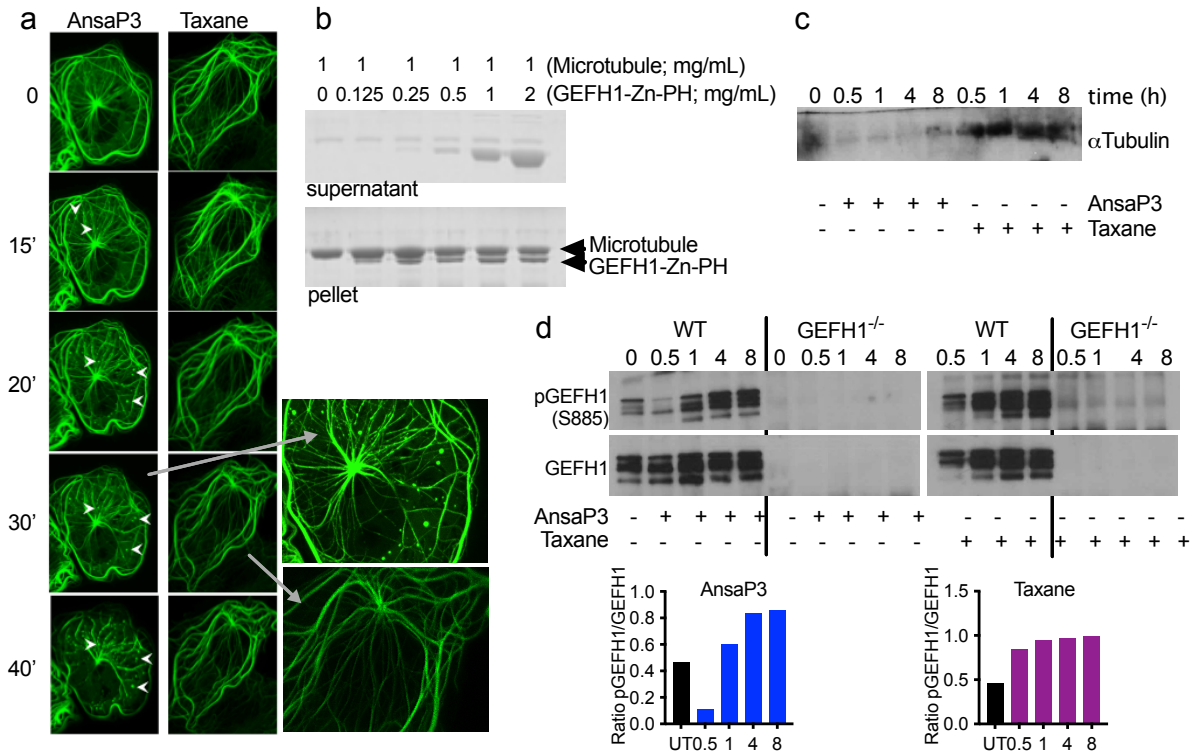 a
AnsaP3 Taxane
0
15’
20’
30’
40’
b
1 1 1 1 1 1 (Microtubule; mg/mL)
0 0.125 0.25 0.5 1 2 (GEFH1-Zn-PH; mg/mL)
supernatant
Microtubule
GEFH1-Zn-PH
pellet
c
0 0.5 1 4 8 0.5 1 4 8 time (h)
αTubulin
- + + + + - - - - AnsaP3
- - - - - + + + + Taxane
d
WT GEFH1-/- WT GEFH1-/-
0 0.5 1 4 8 0 0.5 1 4 8 0.5 1 4 8 0.5 1 4 8
pGEFH1
(S885)
GEFH1
AnsaP3 - + + + + - + + + + - - - - - - - -
Taxane - - - - - - - - - - + + + + + + + +
AnsaP3
Ratio pGEFH1/GEFH1
1.0
0.8
0.6
0.4
0.2
0.0
UT 0.5 1 4 8
Taxane
Ratio pGEFH1/GEFH1
1.5
1.0
0.5
0.0
UT 0.5 1 4 8